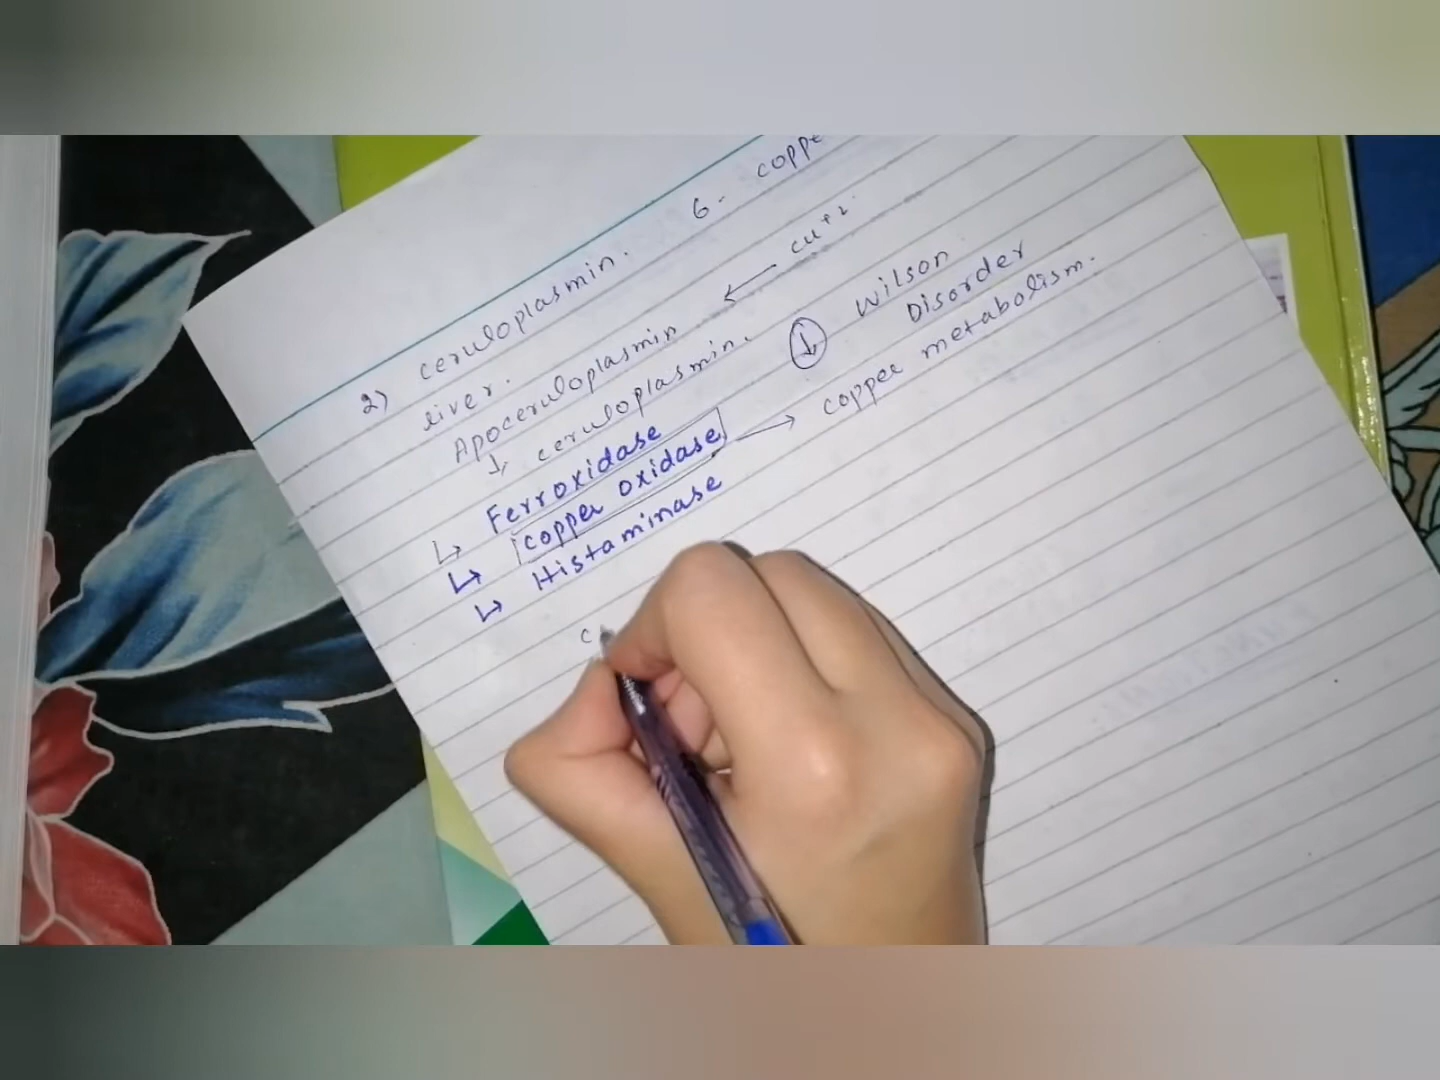 2) ceruloplasmin. 6. coppe
liver.
Apoceruloplasmin ← cu+2.
↓ ceruloplasmin. ↓ Wilson
Disorder
↳ Ferroxidase
↳ copper oxidase → copper metabolism.
↳ Histaminase
c